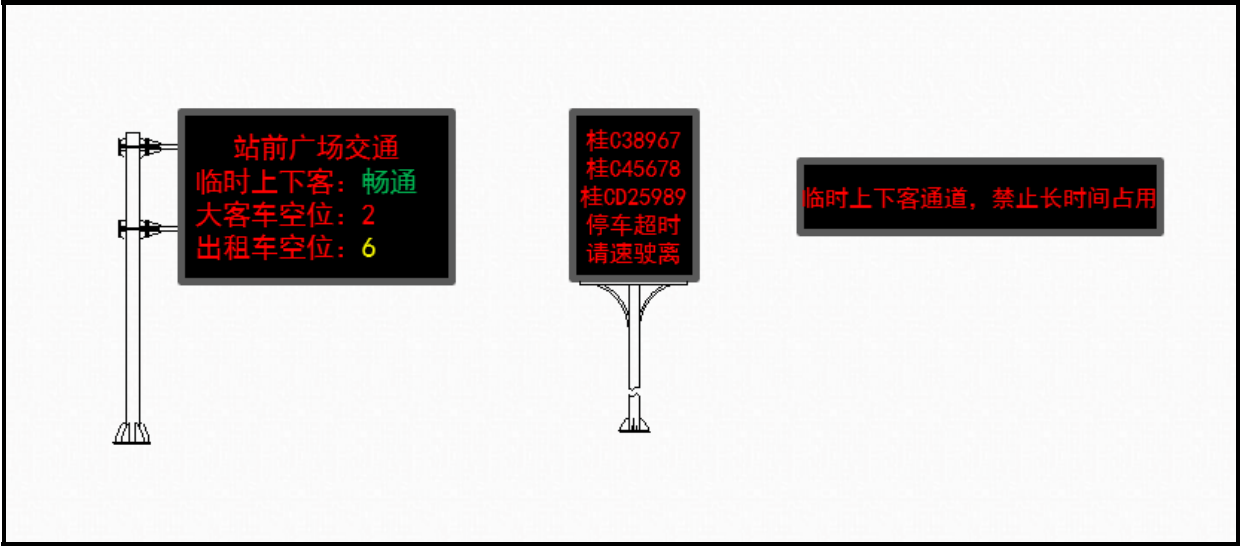 站前广场交通
临时上下客：畅通
大客车空位：2
出租车空位：6
桂C38967
桂C45678
桂CD25989
停车超时
请速驶离
临时上下客通道，禁止长时间占用